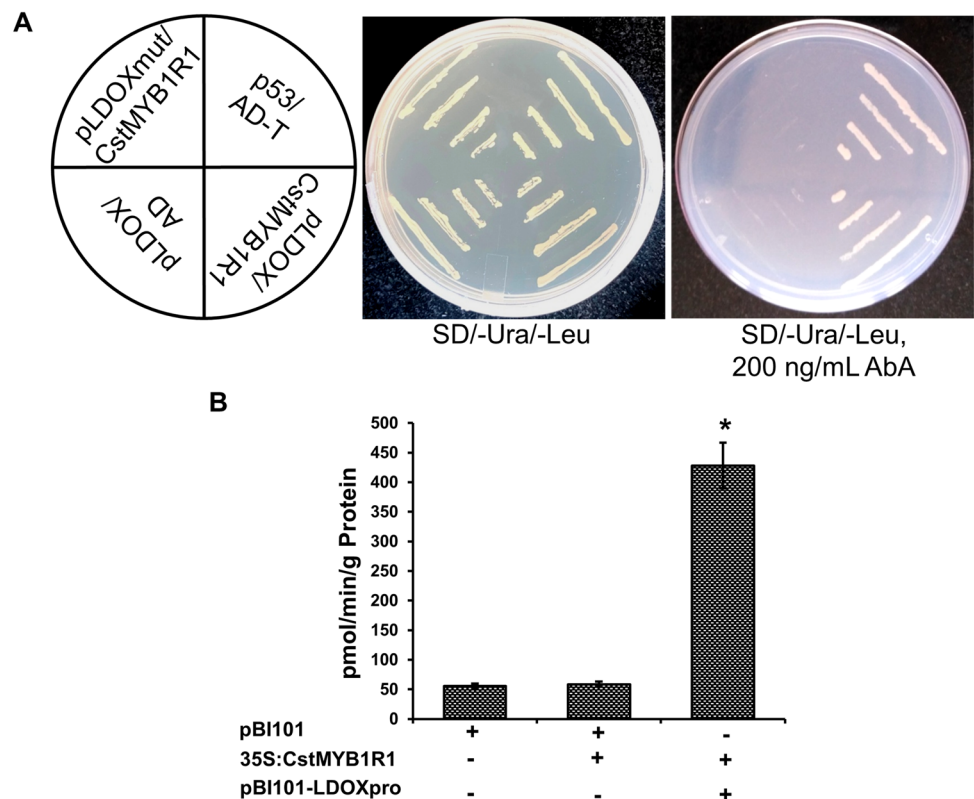 A
pLDOXmut/
CstMYB1R1
p53/
AD-T
pLDOX/
AD
pLDOX/
CstMYB1R1
SD/-Ura/-Leu
SD/-Ura/-Leu,
200 ng/mL AbA
B
pmol/min/g Protein
500
450
400
350
300
250
200
150
100
50
0
*
pBI101 + + -
35S:CstMYB1R1 - + +
pBI101-LDOXpro - - +